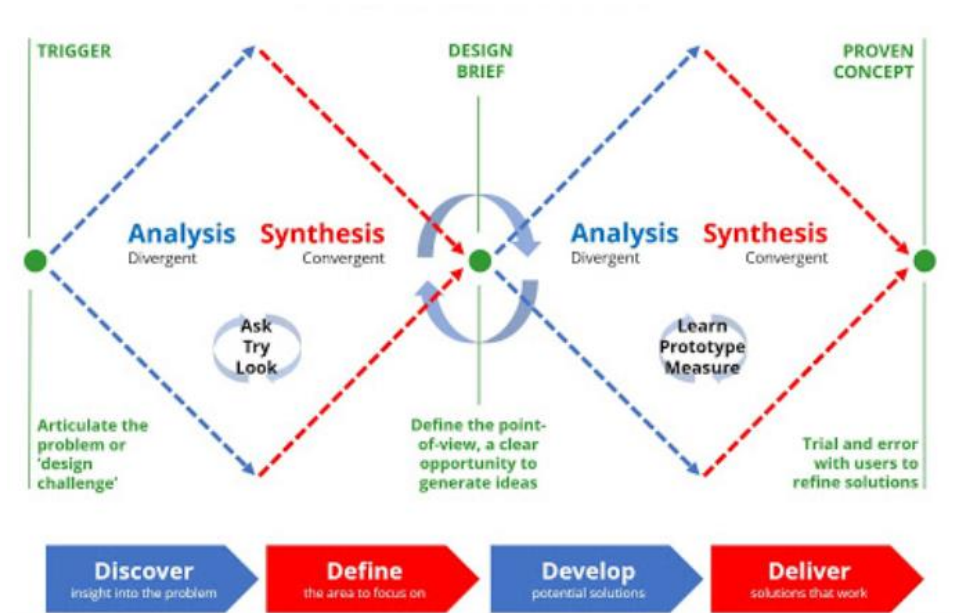 TRIGGER
DESIGN
BRIEF
PROVEN
CONCEPT
Analysis Synthesis
Divergent Convergent
Analysis Synthesis
Divergent Convergent
Ask
Try
Look
Learn
Prototype
Measure
Articulate the
problem or
‘design
challenge’
Define the point-
of-view, a clear
opportunity to
generate ideas
Trial and error
with users to
refine solutions
Discover
insight into the problem
Define
the area to focus on
Develop
potential solutions
Deliver
solutions that work